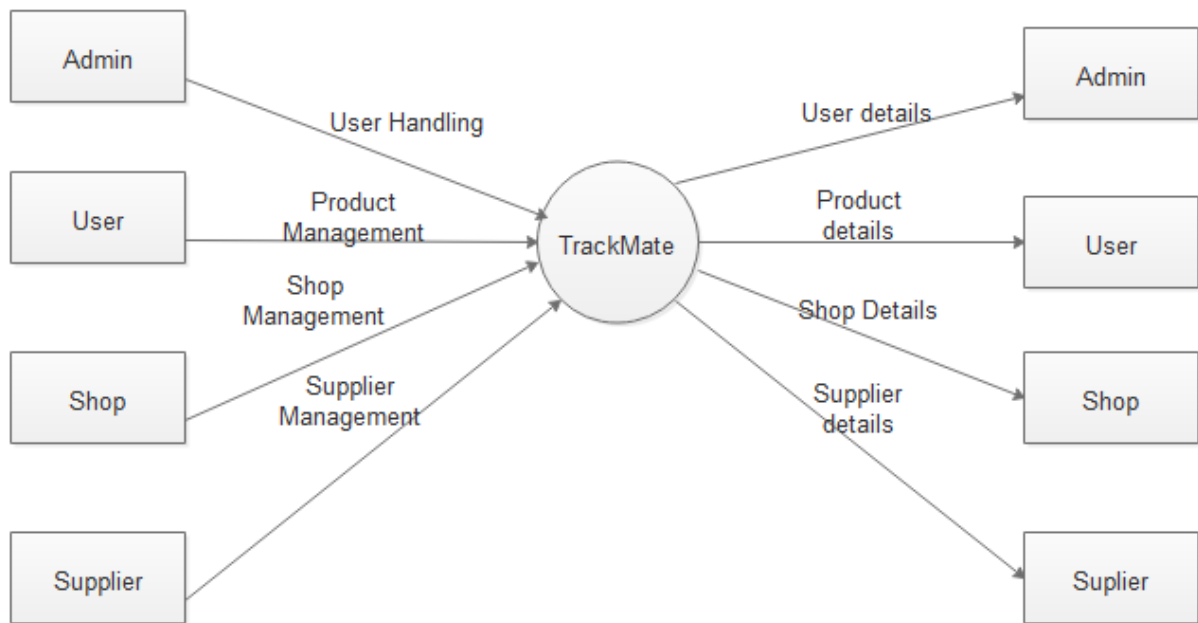 Admin
User Handling
User
Product
Management
Shop
Management
Shop
Supplier
Management
Supplier
TrackMate
User details
Admin
Product
details
User
Shop Details
Shop
Supplier
details
Suplier